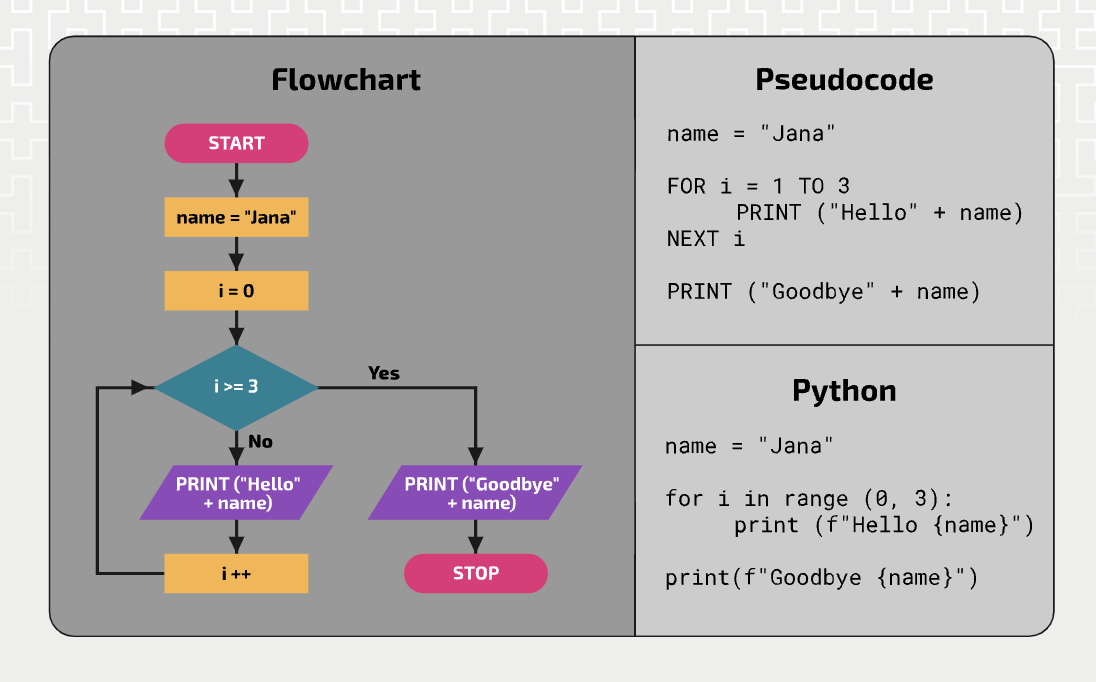 Flowchart
START
name = "Jana"
i = 0
i >= 3
Yes
No
PRINT ("Hello"
+ name)
PRINT ("Goodbye"
+ name)
i ++
STOP
Pseudocode
name = "Jana"
FOR i = 1 TO 3
PRINT ("Hello" + name)
NEXT i
PRINT ("Goodbye" + name)
Python
name = "Jana"
for i in range (0, 3):
print (f"Hello {name}")
print(f"Goodbye {name}")